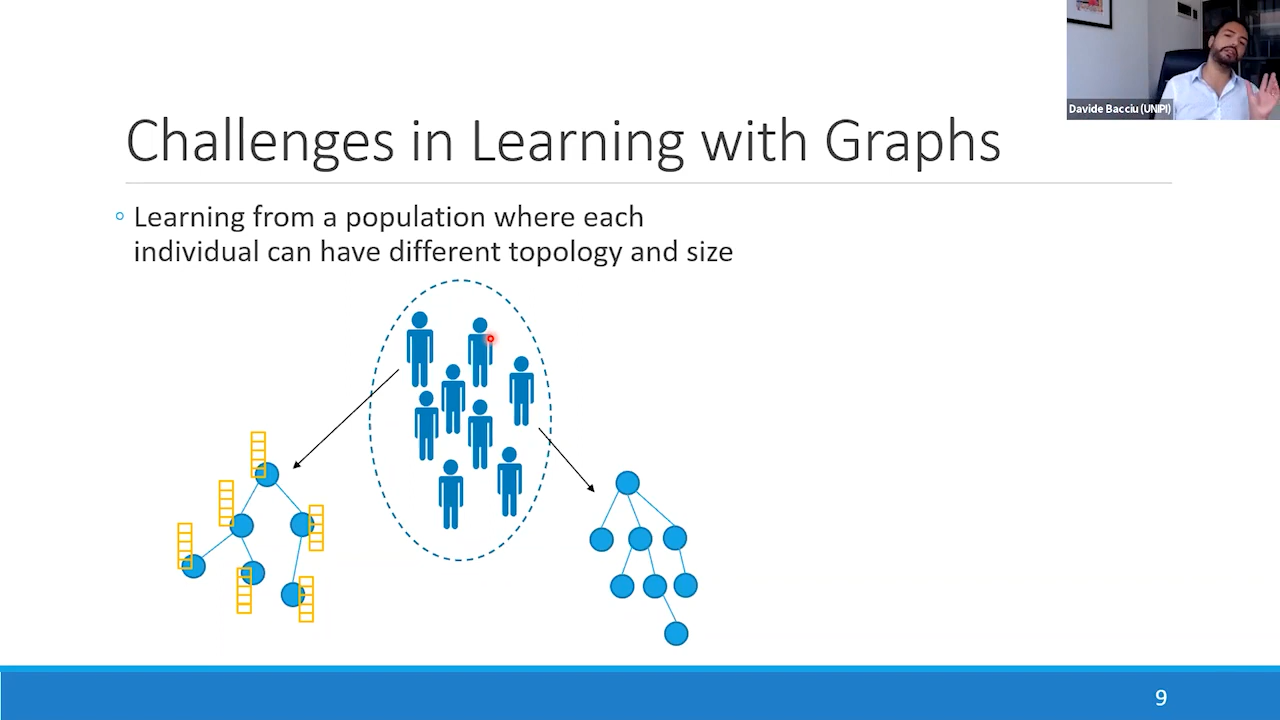 Davide Bacciu (UNIPI)
Challenges in Learning with Graphs
Learning from a population where each
individual can have different topology and size
9